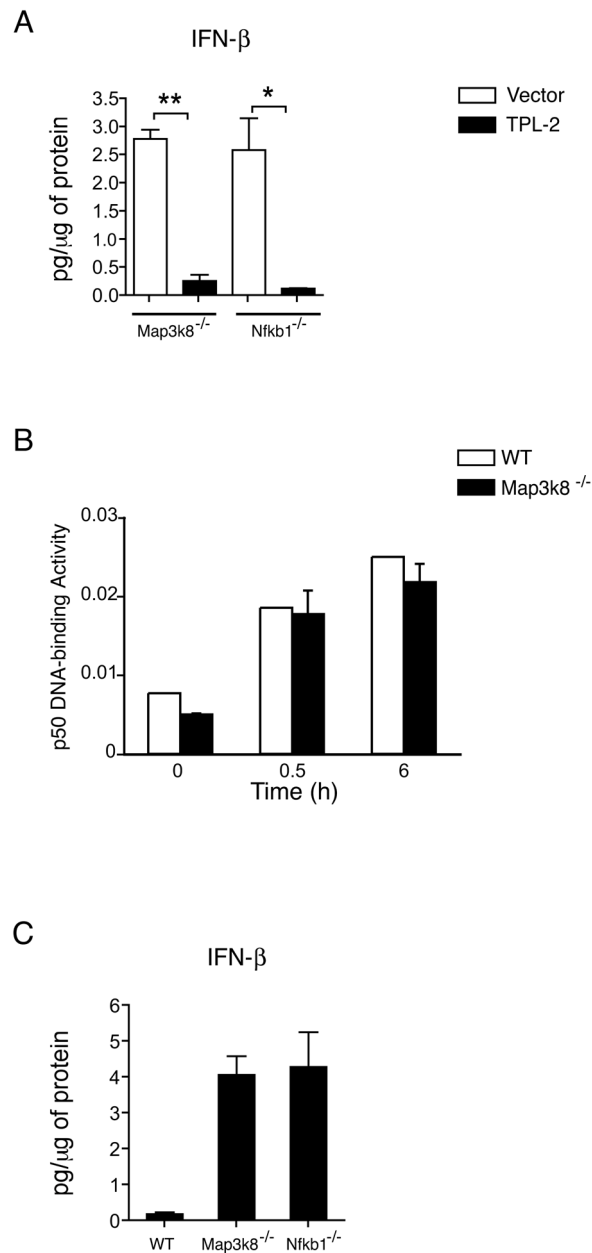 A
IFN-β
Vector
TPL-2
pg/μg of protein
3.5
3.0
2.5
2.0
1.5
1.0
0.5
0.0
**
*
Map3k8-/-
Nfkb1-/-
B
WT
Map3k8 -/-
p50 DNA-binding Activity
0.03
0.02
0.01
0
0 0.5 6
Time (h)
C
IFN-β
pg/μg of protein
6
5
4
3
2
1
0
WT Map3k8-/- Nfkb1-/-